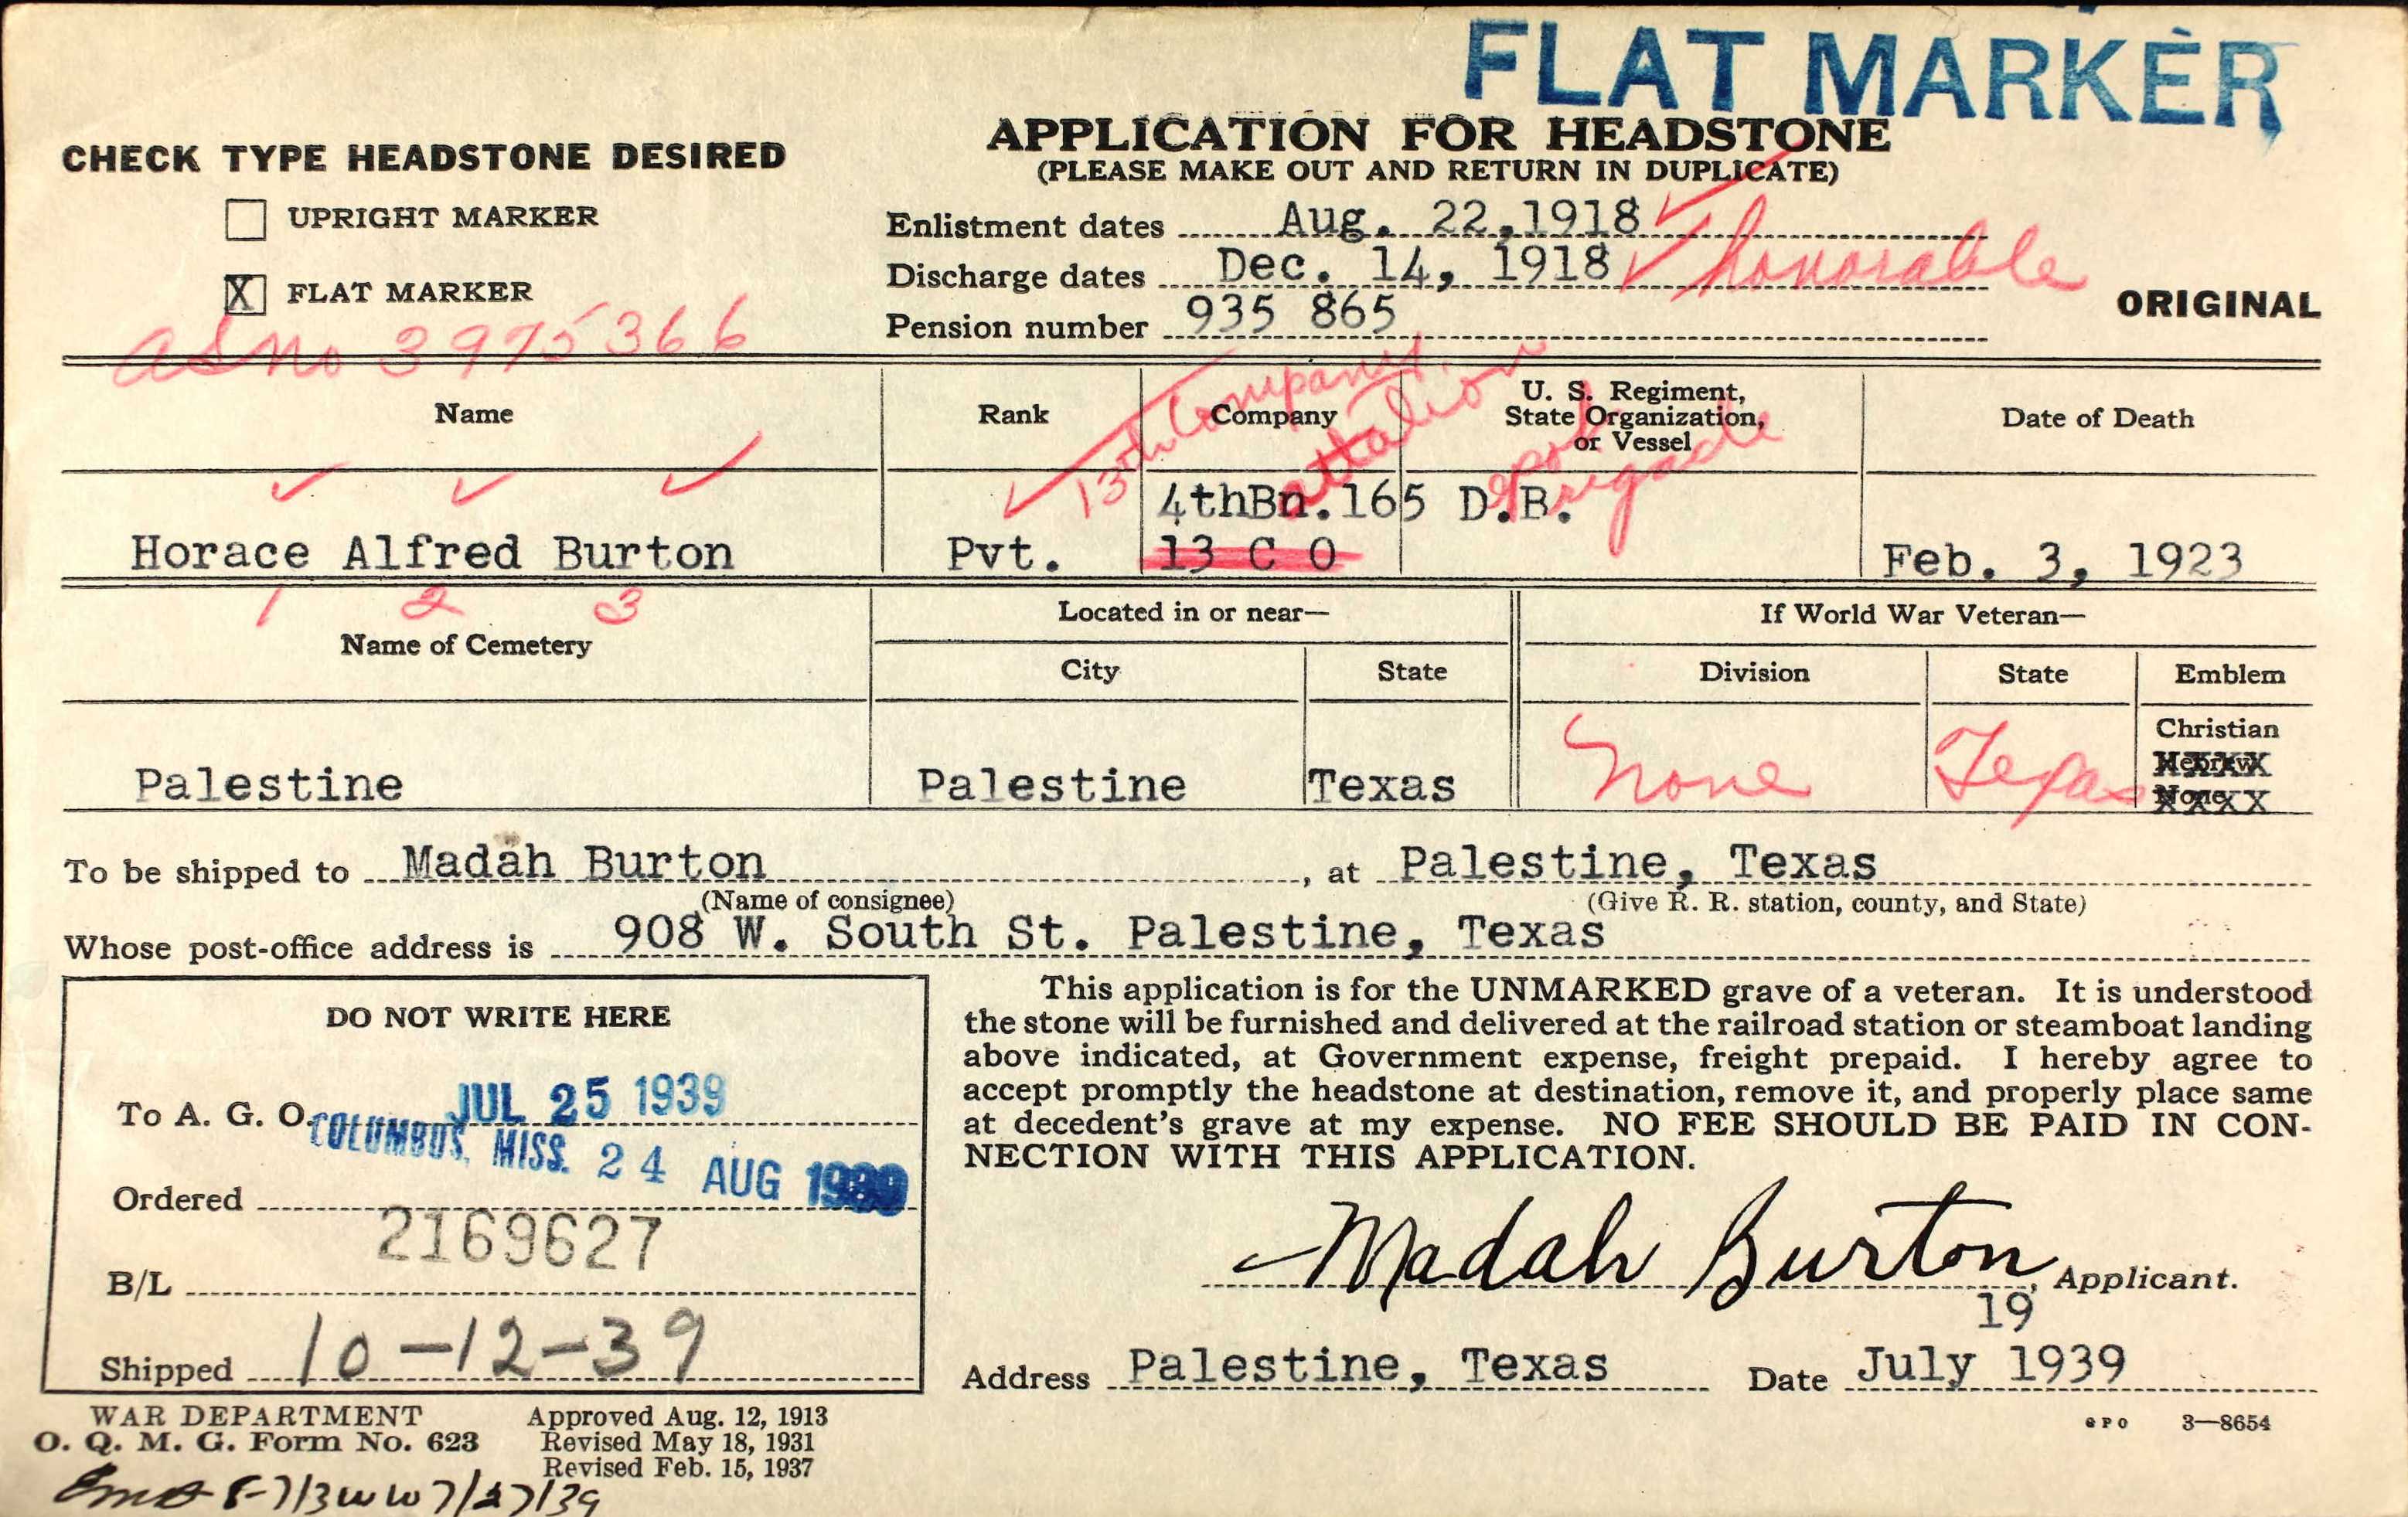 FLAT MARKER
CHECK TYPE HEADSTONE DESIRED
UPRIGHT MARKER
X FLAT MARKER
ASNo 3975366
APPLICATION FOR HEADSTONE
(PLEASE MAKE OUT AND RETURN IN DUPLICATE)
Enlistment dates Aug. 22, 1918
Discharge dates Dec. 14, 1918 honorable
Pension number 935 865
ORIGINAL
Name
Rank
Company
U. S. Regiment,
State Organization,
or Vessel
Date of Death
13th Company,
attalion
epot
rigade
4thBn. 165 D.B.
Horace Alfred Burton
Pvt.
13 C O
Feb. 3, 1923
1 2 3
Name of Cemetery
Located in or near—
City
State
If World War Veteran—
Division
State
Emblem
Christian
Hebrew
None
Palestine
Palestine
Texas
None
Texas
To be shipped to Madah Burton, at Palestine, Texas
(Name of consignee) (Give R. R. station, county, and State)
Whose post-office address is 908 W. South St. Palestine, Texas
DO NOT WRITE HERE
To A. G. O. JUL 25 1939
COLUMBUS, MISS. 24 AUG 1939
Ordered
2169627
B/L
Shipped 10-12-39
This application is for the UNMARKED grave of a veteran. It is understood
the stone will be furnished and delivered at the railroad station or steamboat landing
above indicated, at Government expense, freight prepaid. I hereby agree to
accept promptly the headstone at destination, remove it, and properly place same
at decedent's grave at my expense. NO FEE SHOULD BE PAID IN CON-
NECTION WITH THIS APPLICATION.
Madah Burton, Applicant.
19
Address Palestine, Texas Date July 1939
WAR DEPARTMENT
O. Q. M. G. Form No. 623
Approved Aug. 12, 1913
Revised May 18, 1931
Revised Feb. 15, 1937
GPO 3—8654
7/27/39